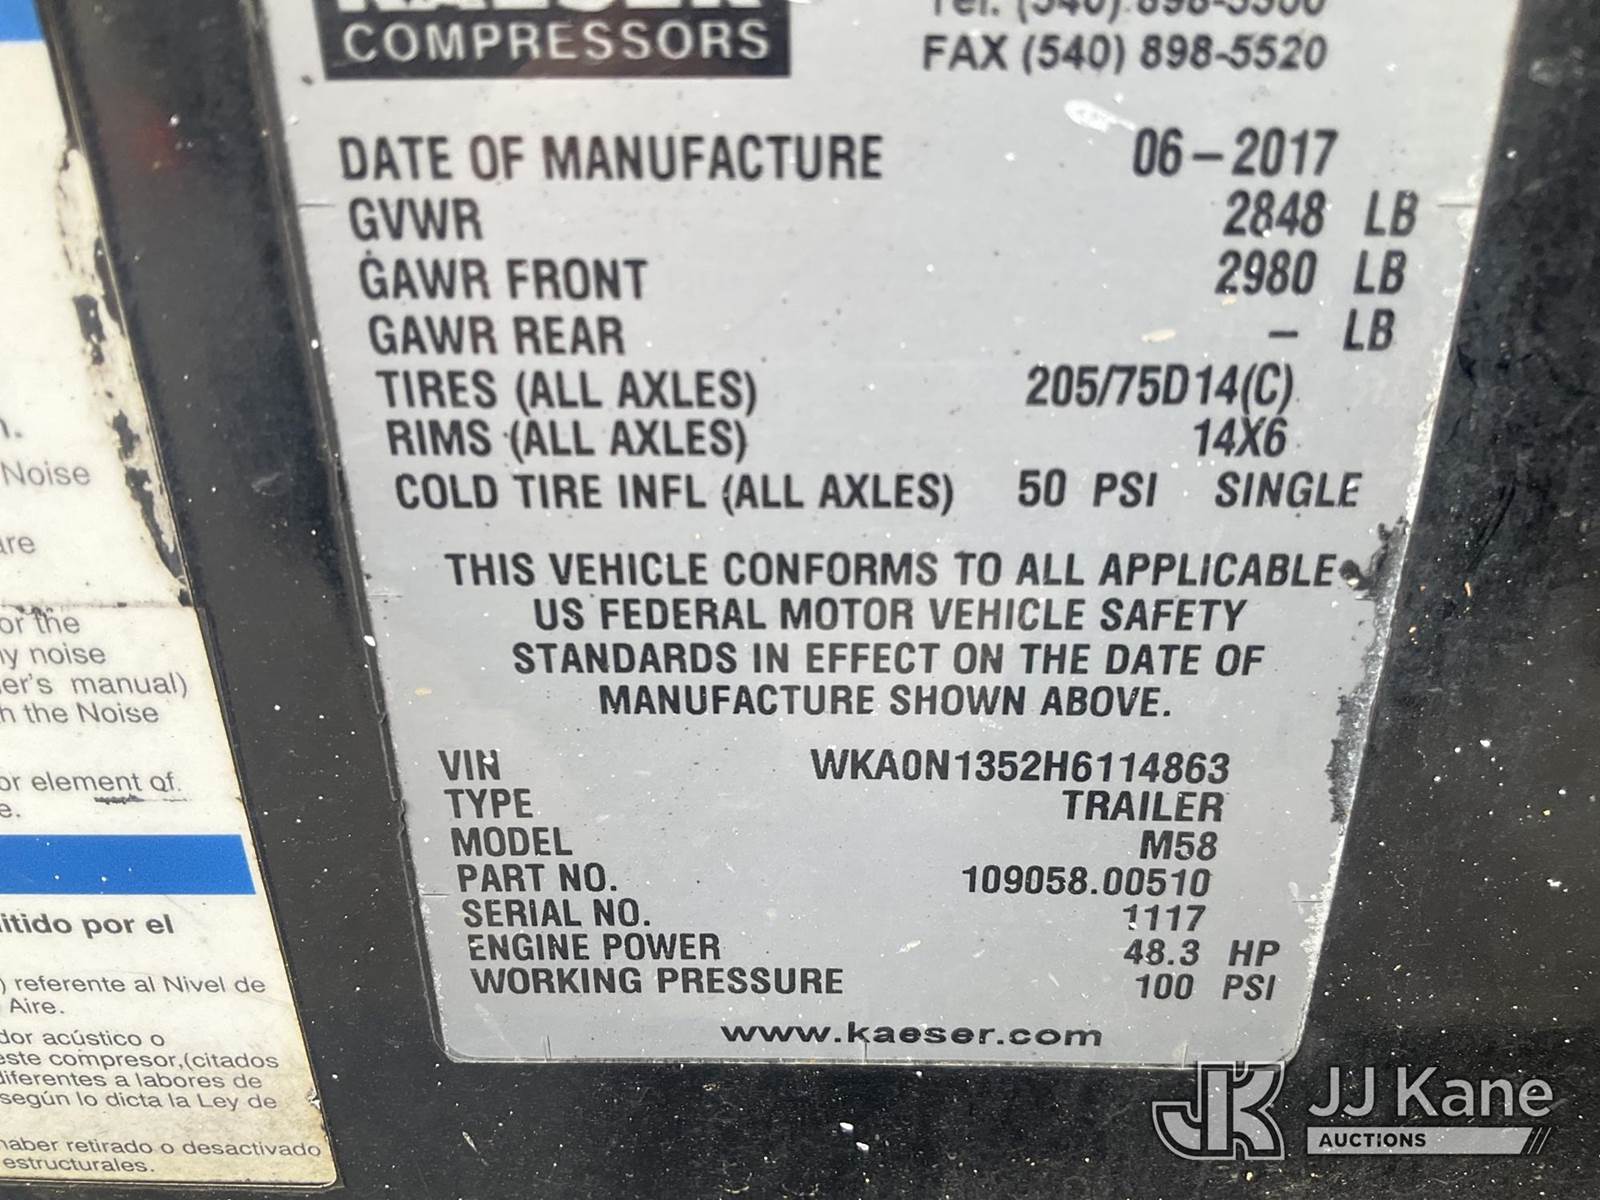 KAESER
COMPRESSORS
Tel. (540) 898-5500
FAX (540) 898-5520
DATE OF MANUFACTURE 06-2017
GVWR 2848 LB
GAWR FRONT 2980 LB
GAWR REAR - LB
TIRES (ALL AXLES) 205/75D14(C)
RIMS (ALL AXLES) 14X6
COLD TIRE INFL (ALL AXLES) 50 PSI SINGLE
THIS VEHICLE CONFORMS TO ALL APPLICABLE
US FEDERAL MOTOR VEHICLE SAFETY
STANDARDS IN EFFECT ON THE DATE OF
MANUFACTURE SHOWN ABOVE.
VIN WKA0N1352H6114863
TYPE TRAILER
MODEL M58
PART NO. 109058.00510
SERIAL NO. 1117
ENGINE POWER 48.3 HP
WORKING PRESSURE 100 PSI
www.kaeser.com
Noise
or the
noise
manual)
the Noise
or element of
por el
) referente al Nivel de
Aire.
acústico o
este compresor,(citados
diferentes a labores de
según lo dicta la Ley de
haber retirado o desactivado
estructurales.
JK JJ Kane
AUCTIONS